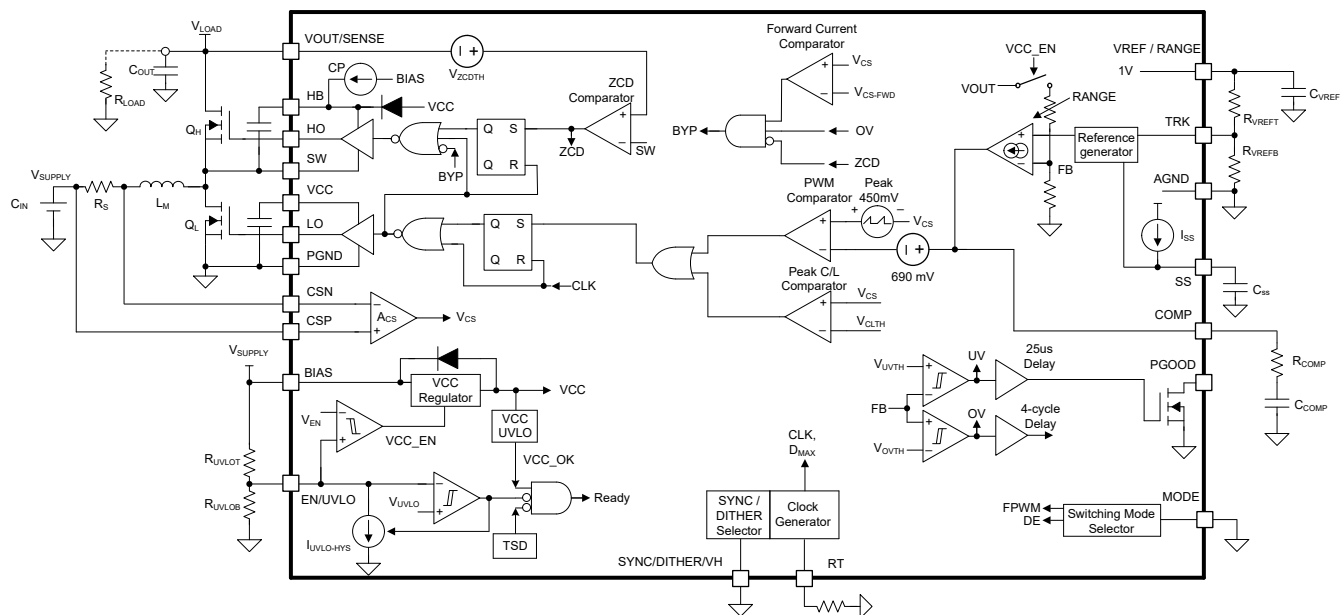 VLOAD
VOUT/SENSE
COUT
RLOAD
VZCDTH
CP
BIAS
HB
VCC
ZCD
Comparator
QH
HO
Q
S
Q
R
ZCD
SW
BYP
SW
VSUPPLY
CIN
RS
LM
VCC
QL
LO
PGND
Q
S
Q
R
CLK
CSN
CSP
ACS
VCS
Forward Current
Comparator
VCS
VCS-FWD
BYP
OV
ZCD
PWM
Comparator
Peak
450mV
VCS
690 mV
Peak C/L
Comparator
VCS
VCLTH
VCC_EN
VOUT
RANGE
FB
Reference
generator
VREF / RANGE
1V
CVREF
RVREFT
TRK
RVREFB
AGND
ISS
SS
Css
COMP
RCOMP
CCOMP
VSUPPLY
BIAS
VCC
Regulator
VCC
VEN
VCC_EN
VCC
UVLO
VCC_OK
RUVLOT
EN/UVLO
RUVLOB
VUVLO
Ready
IUVLO-HYS
TSD
VUVTH
UV
25us
Delay
PGOOD
FB
OV
4-cycle
Delay
VOVTH
CLK,
DMAX
SYNC /
DITHER
Selector
Clock
Generator
SYNC/DITHER/VH
RT
FPWM
DE
Switching Mode
Selector
MODE